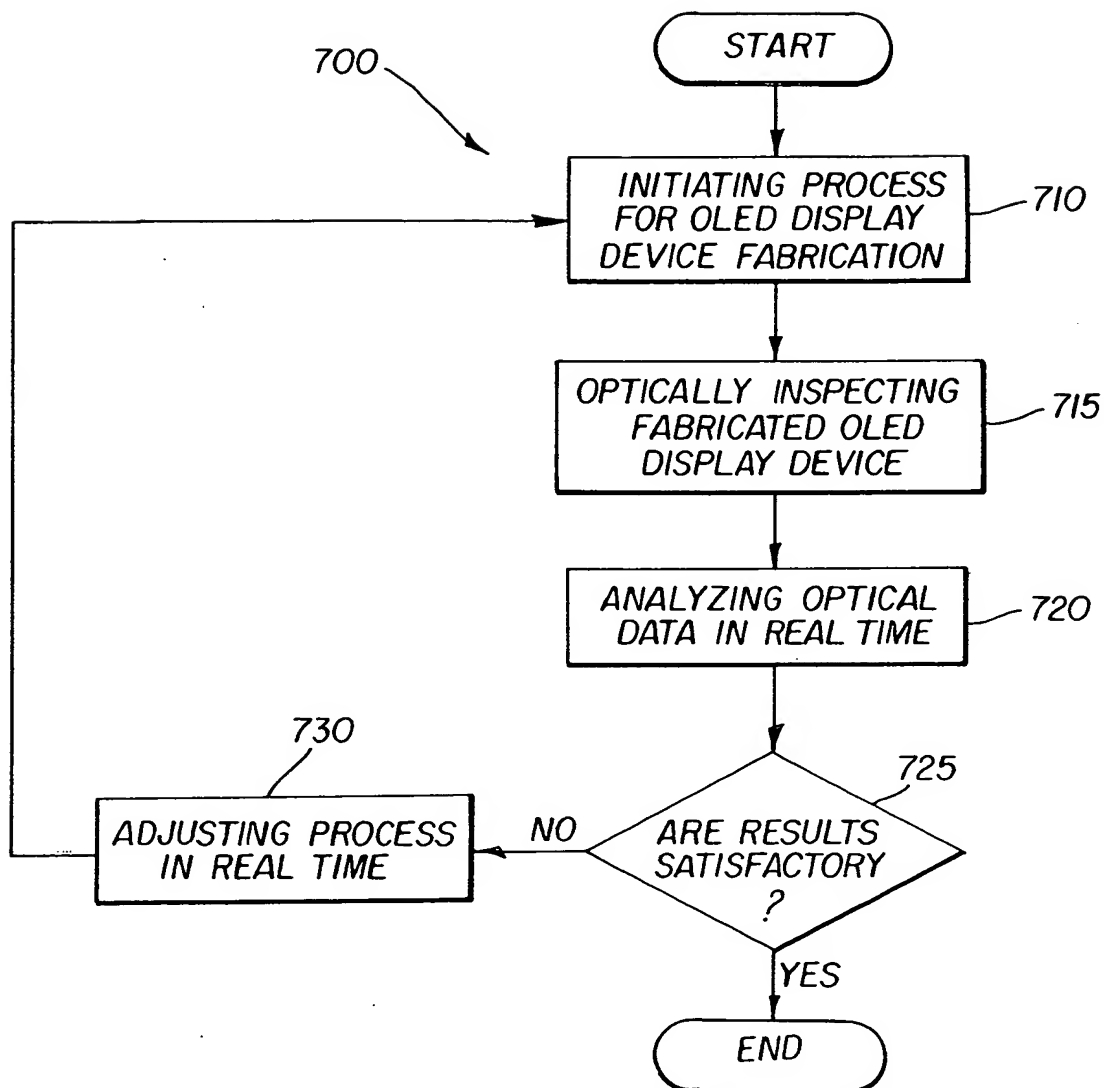 START
700
INITIATING PROCESS
FOR OLED DISPLAY
DEVICE FABRICATION
710
OPTICALLY INSPECTING
FABRICATED OLED
DISPLAY DEVICE
715
ANALYZING OPTICAL
DATA IN REAL TIME
720
725
ARE RESULTS
SATISFACTORY
?
NO
730
ADJUSTING PROCESS
IN REAL TIME
YES
END